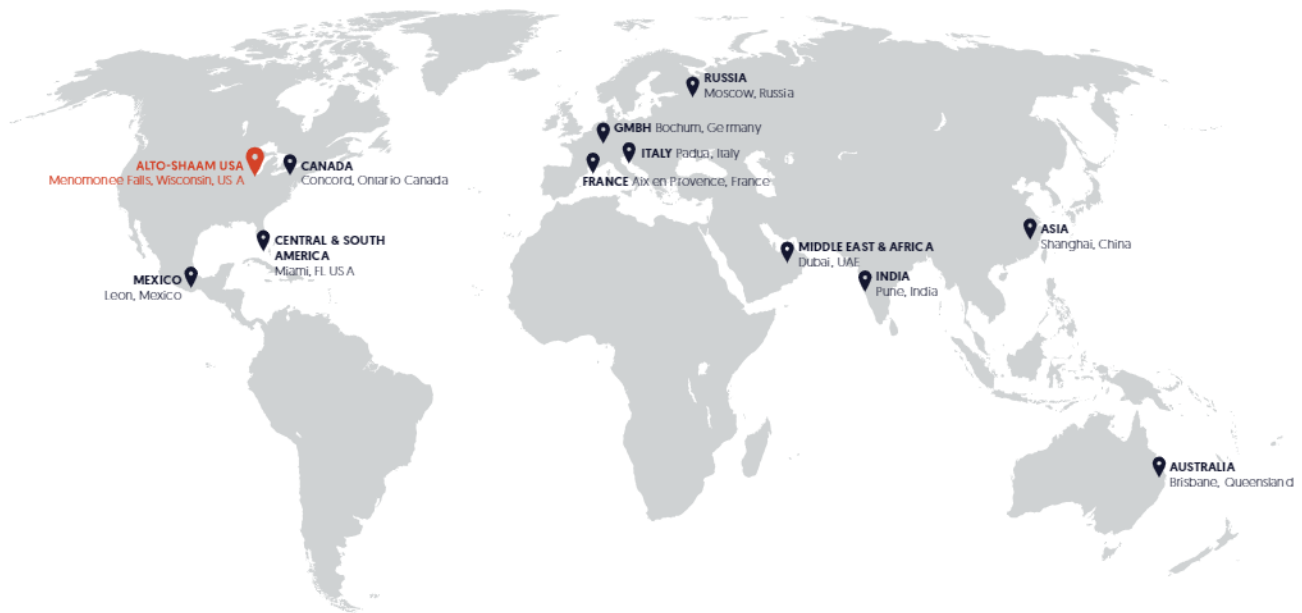 RUSSIA
Moscow, Russia
GMBH Bochum, Germany
ITALY Padua, Italy
FRANCE Aix en Provence, France
ALTO-SHAAM USA
Menomonee Falls, Wisconsin, US A
CANADA
Concord, Ontario Canada
CENTRAL & SOUTH
AMERICA
Miami, FL USA
MEXICO
Leon, Mexico
MIDDLE EAST & AFRICA
Dubai, UAE
INDIA
Pune, India
ASIA
Shanghai, China
AUSTRALIA
Brisbane, Queensland